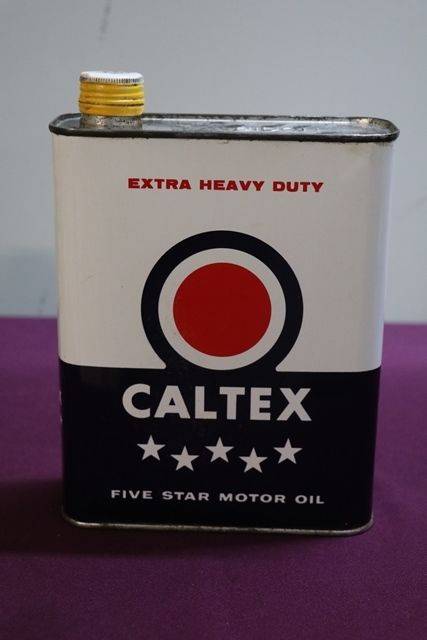 EXTRA HEAVY DUTY
CALTEX
FIVE STAR MOTOR OIL